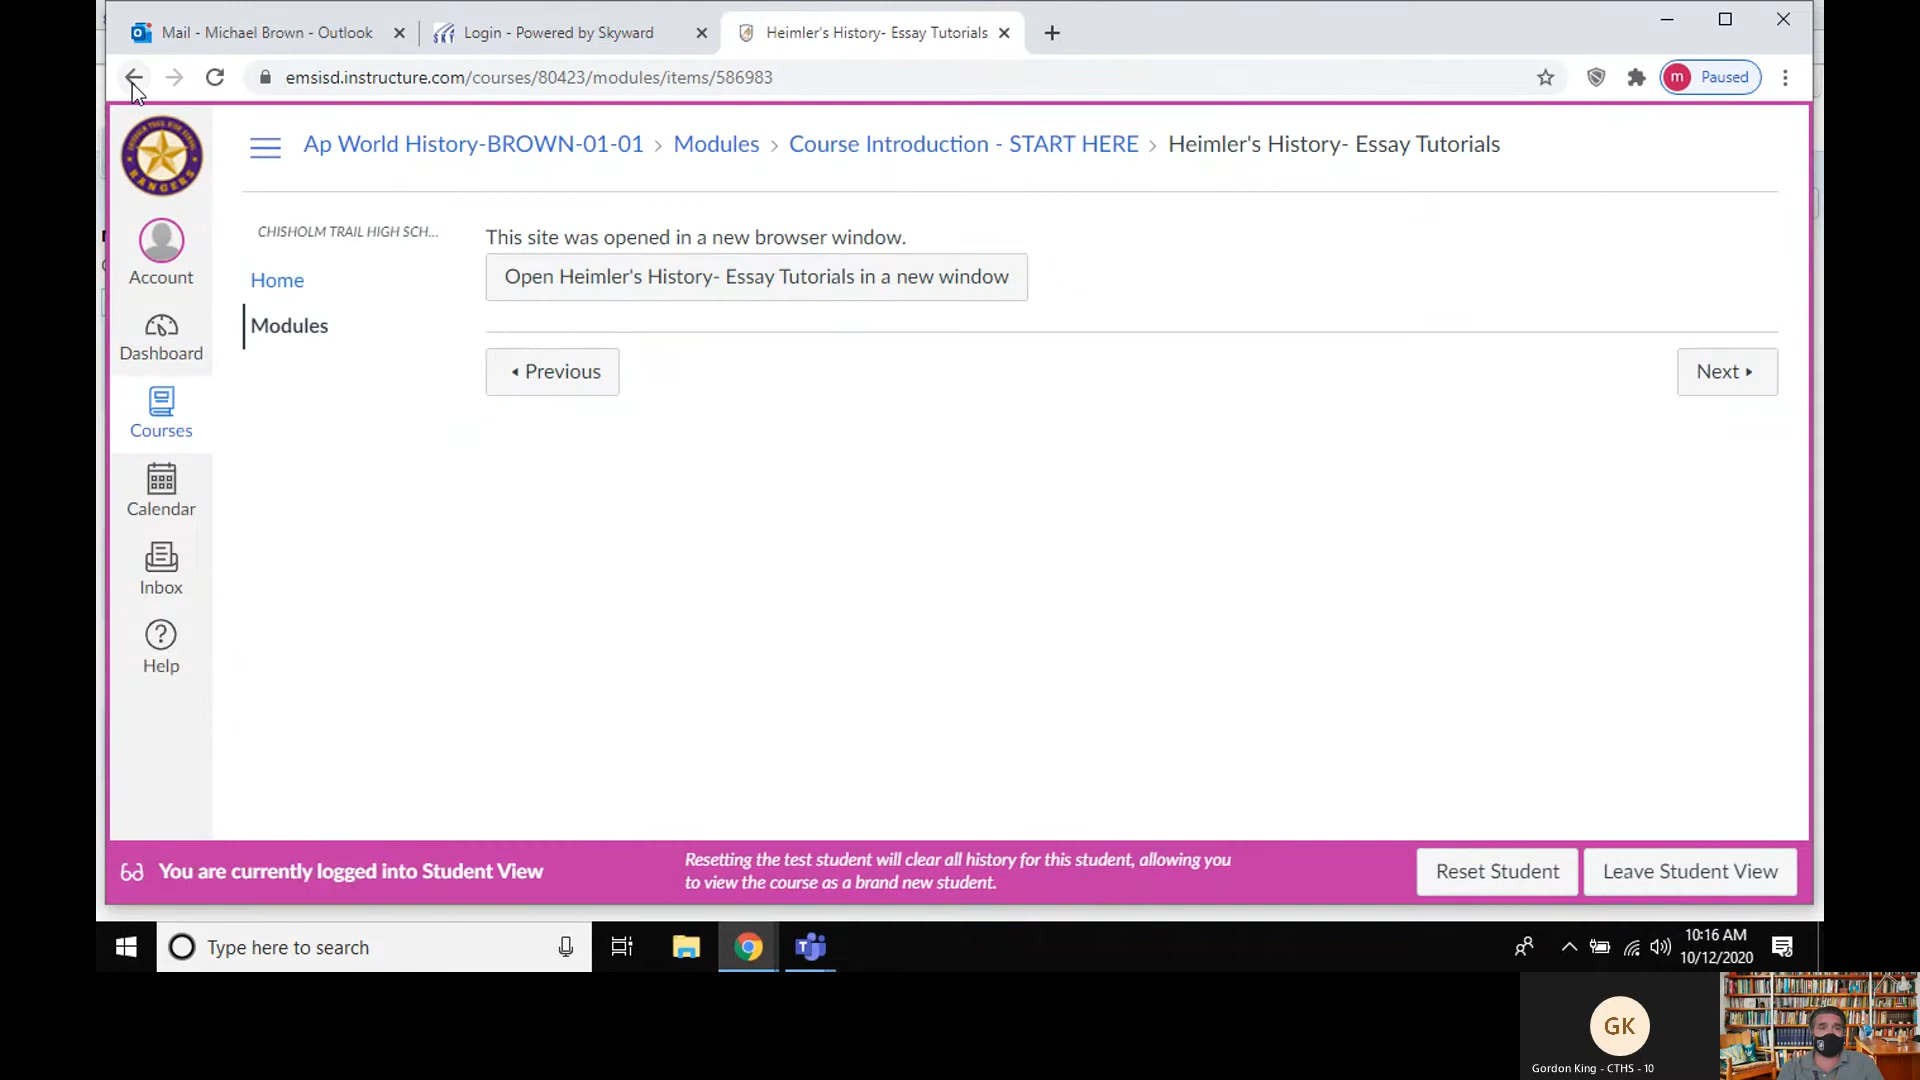 Mail - Michael Brown - Outlook
Login - Powered by Skyward
Heimler's History- Essay Tutorials
emsisd.instructure.com/courses/80423/modules/items/586983
m Paused
RANGERS
Ap World History-BROWN-01-01 > Modules > Course Introduction - START HERE > Heimler's History- Essay Tutorials
Account
Dashboard
Courses
Calendar
Inbox
Help
CHISHOLM TRAIL HIGH SCH...
Home
Modules
This site was opened in a new browser window.
Open Heimler's History- Essay Tutorials in a new window
Previous
Next
You are currently logged into Student View
Resetting the test student will clear all history for this student, allowing you
to view the course as a brand new student.
Reset Student
Leave Student View
Type here to search
10:16 AM
10/12/2020
GK
Gordon King - CTHS - 10